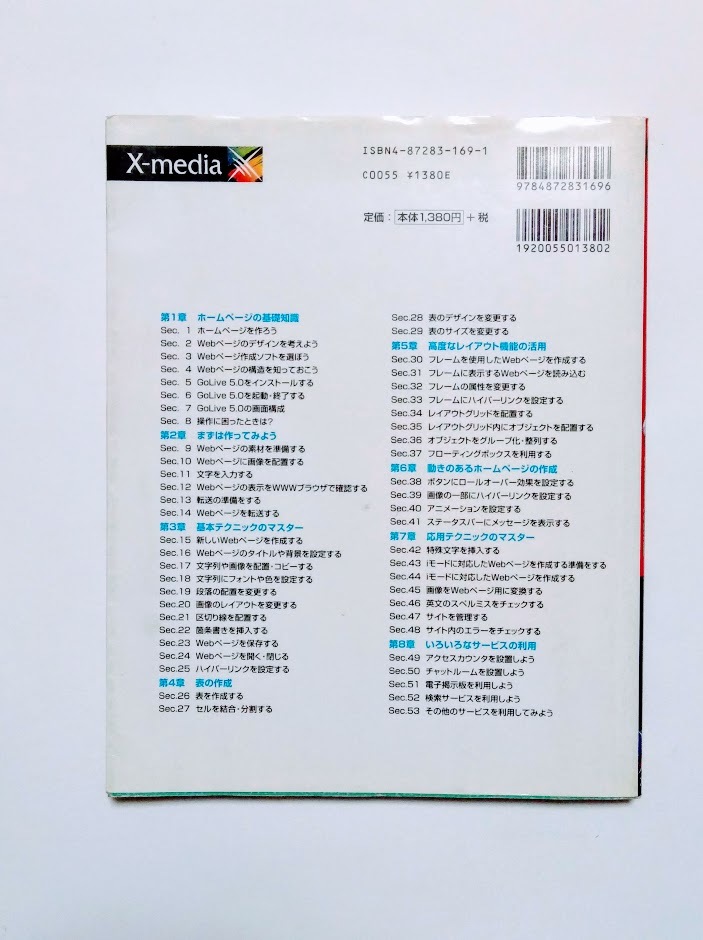 X-media
ISBN4-87283-169-1
C0055 ¥1380E
9784872831696
定価：本体1,380円＋税
1920055013802
第1章 ホームページの基礎知識
Sec. 1 ホームページを作ろう
Sec. 2 Webページのデザインを考えよう
Sec. 3 Webページ作成ソフトを選ぼう
Sec. 4 Webページの構造を知っておこう
Sec. 5 GoLive 5.0をインストールする
Sec. 6 GoLive 5.0を起動・終了する
Sec. 7 GoLive 5.0の画面構成
Sec. 8 操作に困ったときは?
第2章 まずは作ってみよう
Sec. 9 Webページの素材を準備する
Sec.10 Webページに画像を配置する
Sec.11 文字を入力する
Sec.12 Webページの表示をWWWブラウザで確認する
Sec.13 転送の準備をする
Sec.14 Webページを転送する
第3章 基本テクニックのマスター
Sec.15 新しいWebページを作成する
Sec.16 Webページのタイトルや背景を設定する
Sec.17 文字列や画像を配置・コピーする
Sec.18 文字列にフォントや色を設定する
Sec.19 段落の配置を変更する
Sec.20 画像のレイアウトを変更する
Sec.21 区切り線を配置する
Sec.22 箇条書きを挿入する
Sec.23 Webページを保存する
Sec.24 Webページを開く・閉じる
Sec.25 ハイパーリンクを設定する
第4章 表の作成
Sec.26 表を作成する
Sec.27 セルを結合・分割する
Sec.28 表のデザインを変更する
Sec.29 表のサイズを変更する
第5章 高度なレイアウト機能の活用
Sec.30 フレームを使用したWebページを作成する
Sec.31 フレームに表示するWebページを読み込む
Sec.32 フレームの属性を変更する
Sec.33 フレームにハイパーリンクを設定する
Sec.34 レイアウトグリッドを配置する
Sec.35 レイアウトグリッド内にオブジェクトを配置する
Sec.36 オブジェクトをグループ化・整列する
Sec.37 フローティングボックスを利用する
第6章 動きのあるホームページの作成
Sec.38 ボタンにロールオーバー効果を設定する
Sec.39 画像の一部にハイパーリンクを設定する
Sec.40 アニメーションを設定する
Sec.41 ステータスバーにメッセージを表示する
第7章 応用テクニックのマスター
Sec.42 特殊文字を挿入する
Sec.43 iモードに対応したWebページを作成する準備をする
Sec.44 iモードに対応したWebページを作成する
Sec.45 画像をWebページ用に変換する
Sec.46 英文のスペルミスをチェックする
Sec.47 サイトを管理する
Sec.48 サイト内のエラーをチェックする
第8章 いろいろなサービスの利用
Sec.49 アクセスカウンタを設置しよう
Sec.50 チャットルームを設置しよう
Sec.51 電子掲示板を利用しよう
Sec.52 検索サービスを利用しよう
Sec.53 その他のサービスを利用してみよう